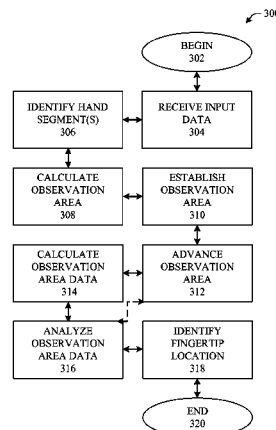 300
BEGIN
302
RECEIVE INPUT
DATA
304
IDENTIFY HAND
SEGMENT(S)
306
CALCULATE
OBSERVATION
AREA
308
ESTABLISH
OBSERVATION
AREA
310
ADVANCE
OBSERVATION
AREA
312
CALCULATE
OBSERVATION
AREA DATA
314
ANALYZE
OBSERVATION
AREA DATA
316
IDENTIFY
FINGERTIP
LOCATION
318
END
320